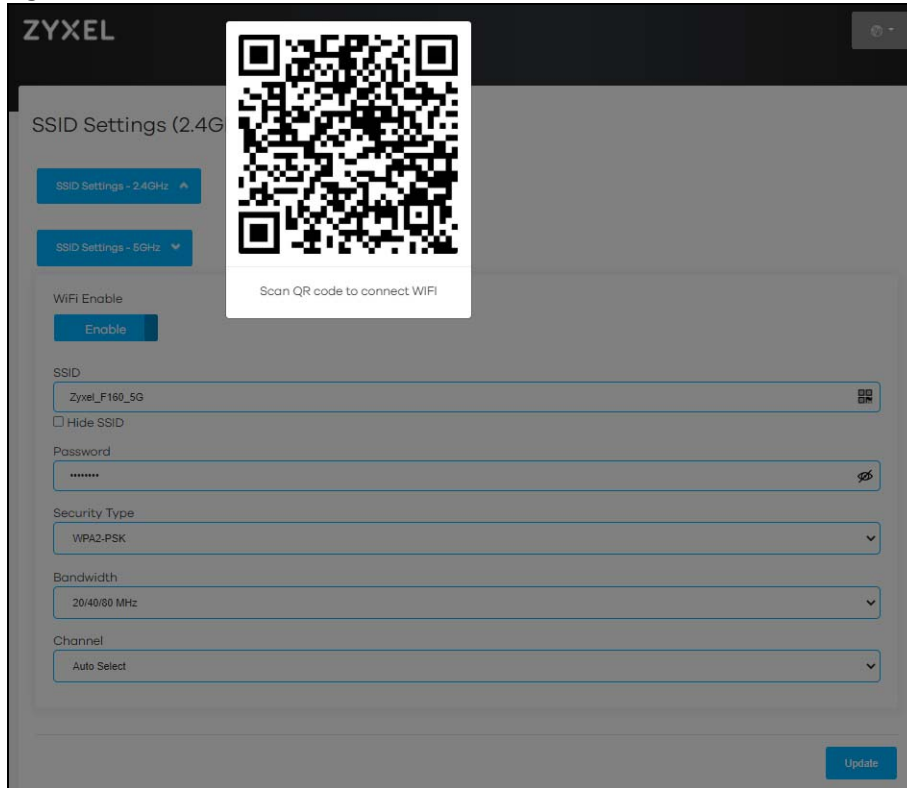 ZYXEL
SSID Settings (2.4G
SSID Settings - 2.4GHz
SSID Settings - 5GHz
Scan QR code to connect WIFI
WiFi Enable
Enable
SSID
Zyxel_F160_5G
Hide SSID
Password
••••••••
Security Type
WPA2-PSK
Bandwidth
20/40/80 MHz
Channel
Auto Select
Update